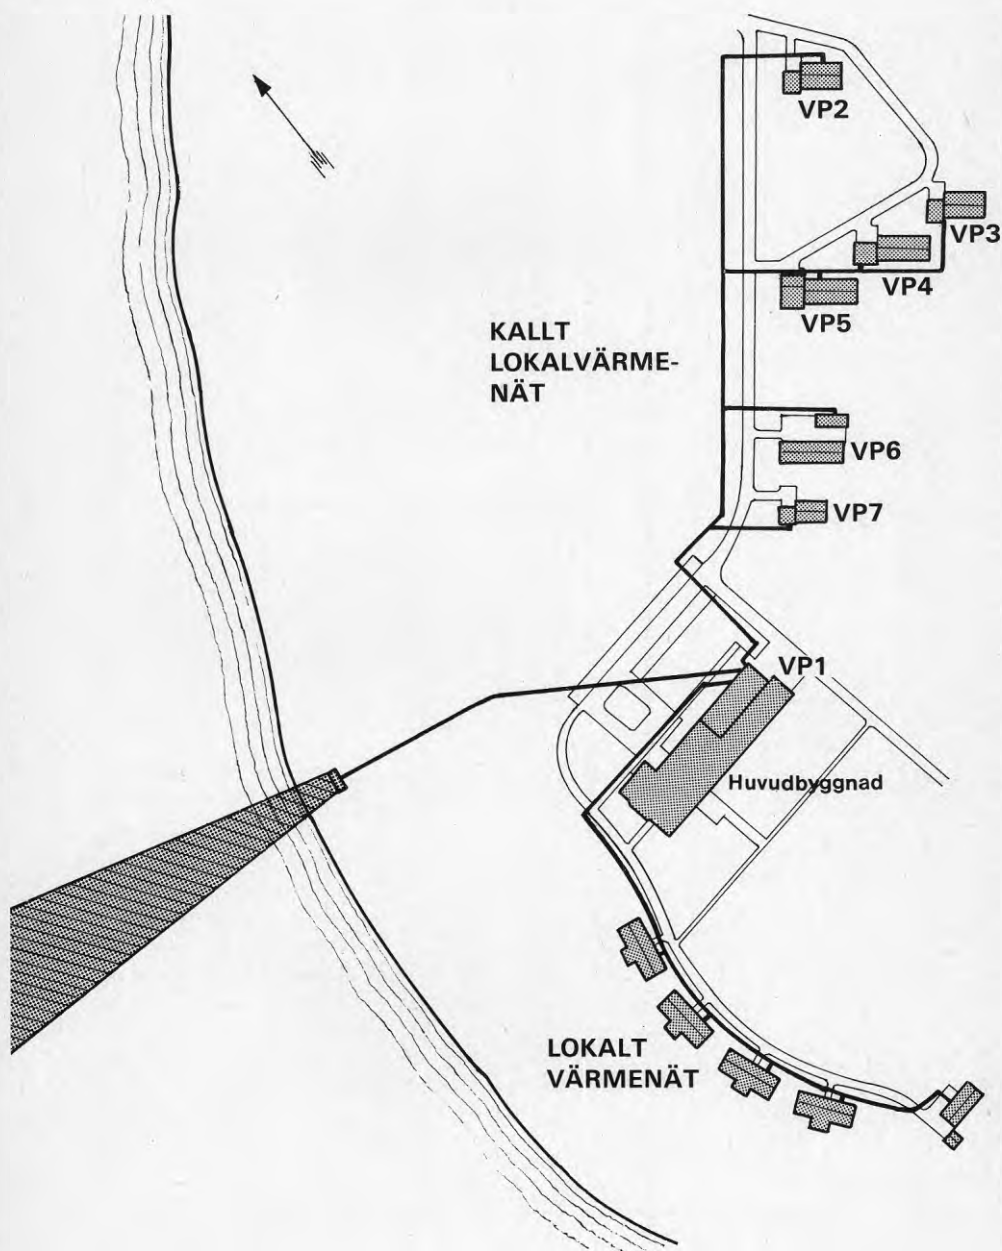 VP2
VP3
VP4
VP5
KALLT
LOKALVÄRME-
NÄT
VP6
VP7
VP1
Huvudbyggnad
LOKALT
VÄRMENÄT